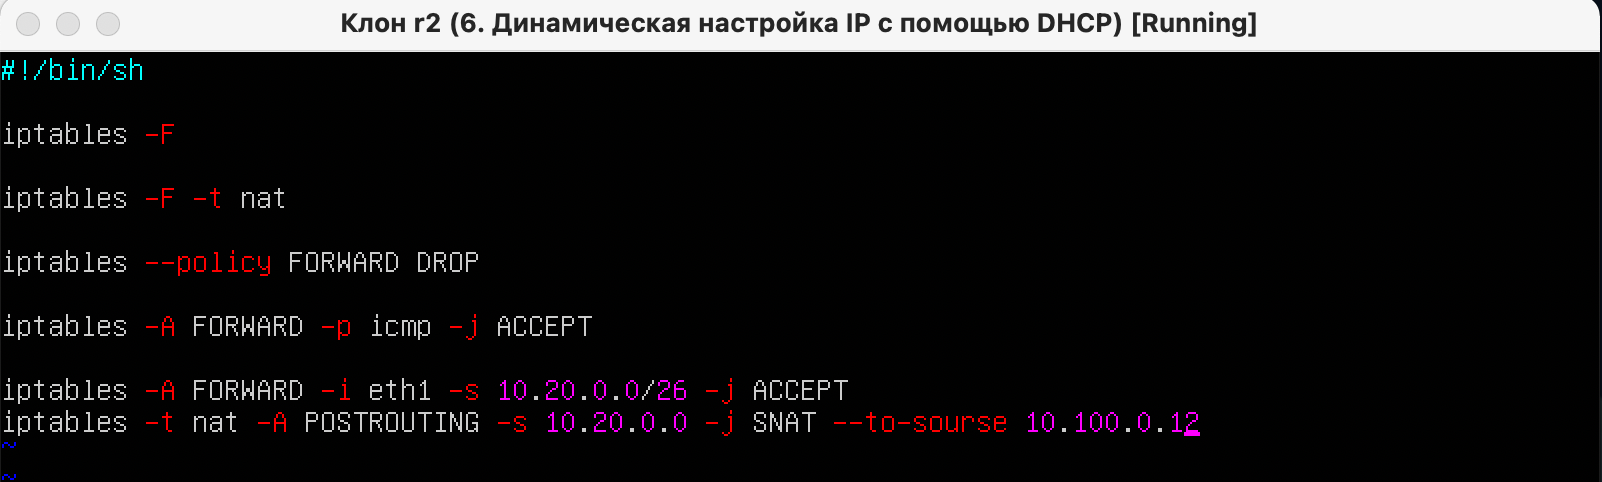 Клон r2 (6. Динамическая настройка IP с помощью DHCP) [Running]
#!/bin/sh
iptables -F
iptables -F -t nat
iptables --policy FORWARD DROP
iptables -A FORWARD -p icmp -j ACCEPT
iptables -A FORWARD -i eth1 -s 10.20.0.0/26 -j ACCEPT
iptables -t nat -A POSTROUTING -s 10.20.0.0 -j SNAT --to-sourse 10.100.0.12
~
~